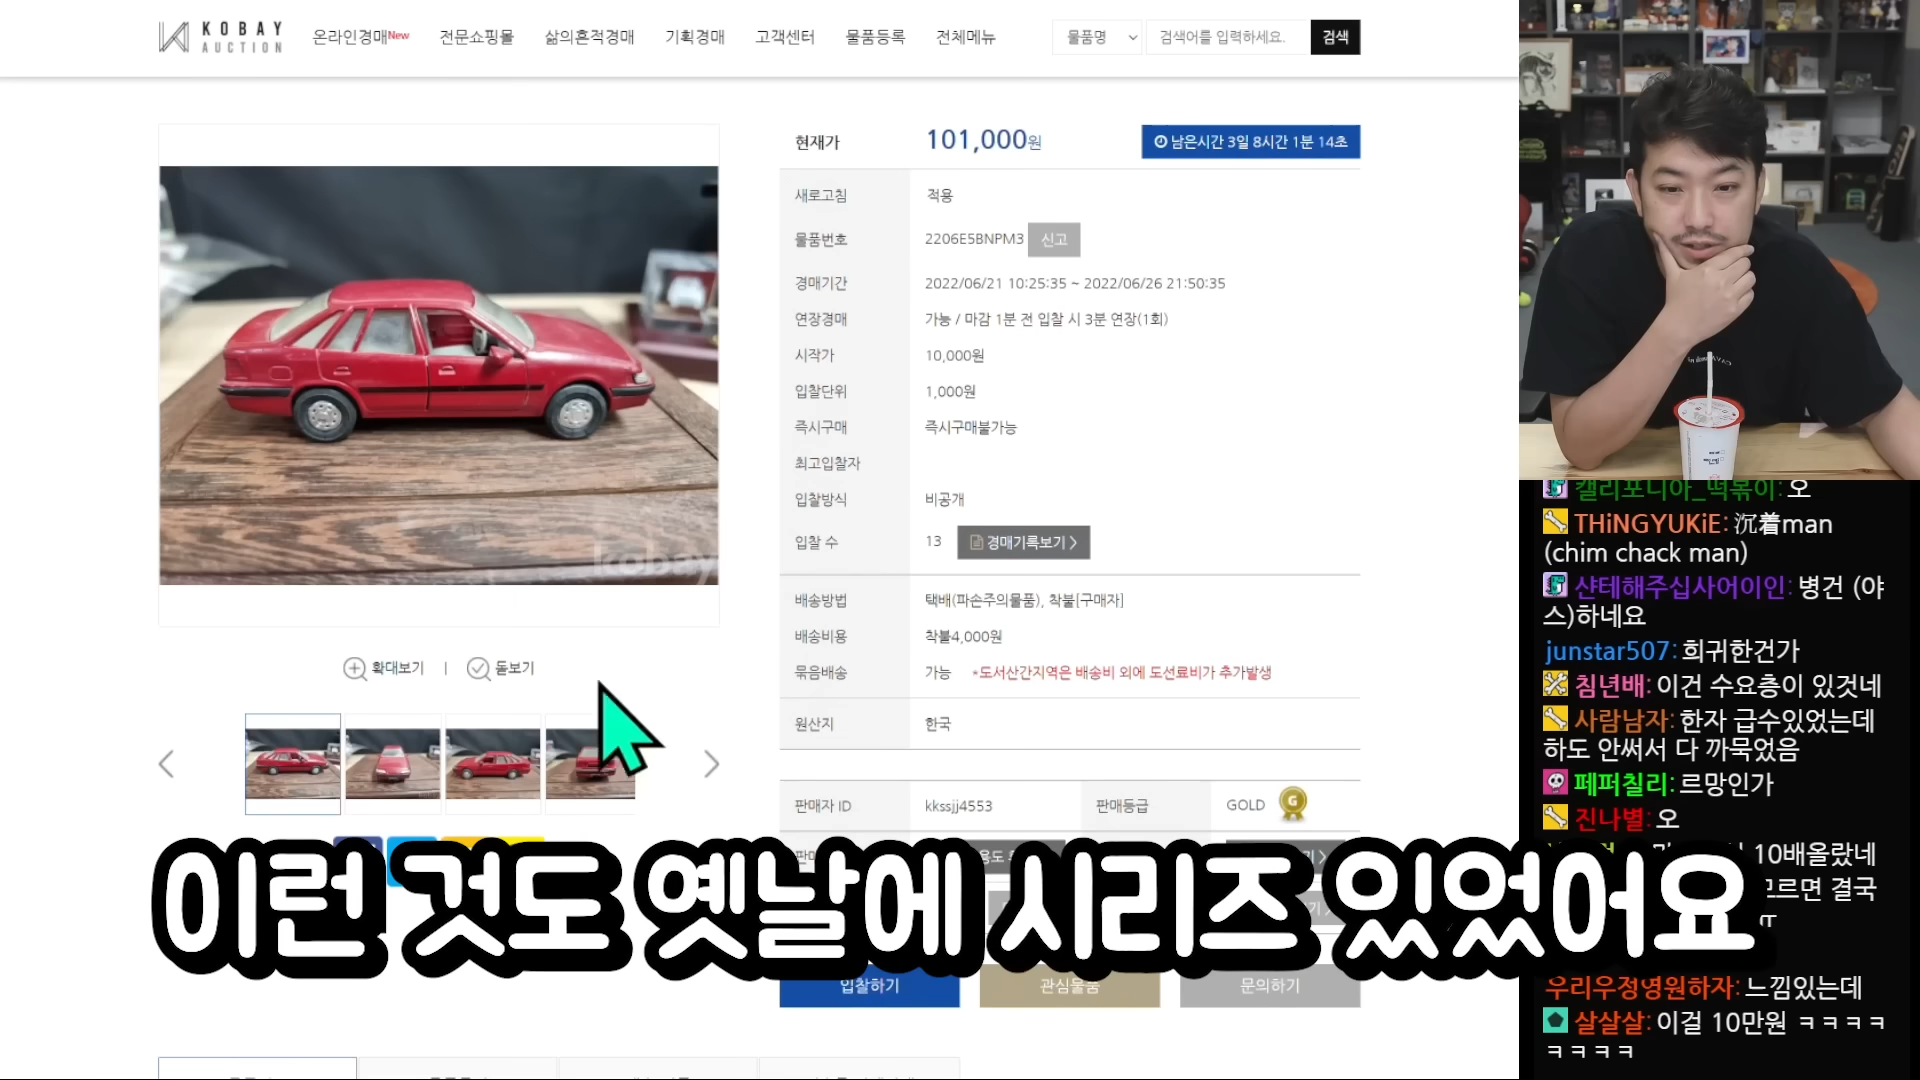 KOBAY
AUCTION
온라인경매New
전문쇼핑몰
삶의흔적경매
기획경매
고객센터
물품등록
전체메뉴
물품명
검색어를 입력하세요.
검색
현재가
101,000원
남은시간 3일 8시간 1분 14초
새로고침 적용
물품번호 2206E5BNPM3 신고
경매기간 2022/06/21 10:25:35 ~ 2022/06/26 21:50:35
연장경매 가능 / 마감 1분 전 입찰 시 3분 연장(1회)
시작가 10,000원
입찰단위 1,000원
즉시구매 즉시구매불가능
최고입찰자
입찰방식 비공개
입찰 수 13 경매기록보기 >
배송방법 택배(파손주의물품), 착불[구매자]
배송비용 착불4,000원
묶음배송 가능 *도서산간지역은 배송비 외에 도선료비가 추가발생
원산지 한국
판매자 ID kkssjj4553 판매등급 GOLD G
kobay
확대보기 | 돋보기
이런 것도 옛날에 시리즈 있었어요
입찰하기
관심물품
문의하기
캘리포니아_떡볶이: 오
THiNGYUKiE: 沉着man
(chim chack man)
샨테해주십사어이인: 병건 (야
스)하네요
junstar507: 희귀한건가
침년배: 이건 수요층이 있것네
사람남자: 한자 급수있었는데
하도 안써서 다 까묵었음
페퍼칠리: 르망인가
진나별: 오
10배올랐네
모르면 결국
우리우정영원하자: 느낌있는데
살살살: 이걸 10만원 ㅋㅋㅋㅋ
ㅋㅋㅋㅋ